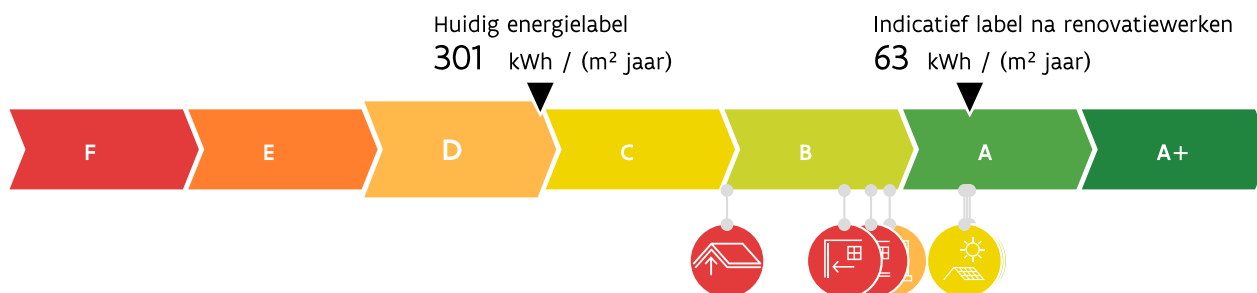 Huidig energielabel
301 kWh / (m² jaar)
Indicatief label na renovatiewerken
63 kWh / (m² jaar)
F E D C B A A+